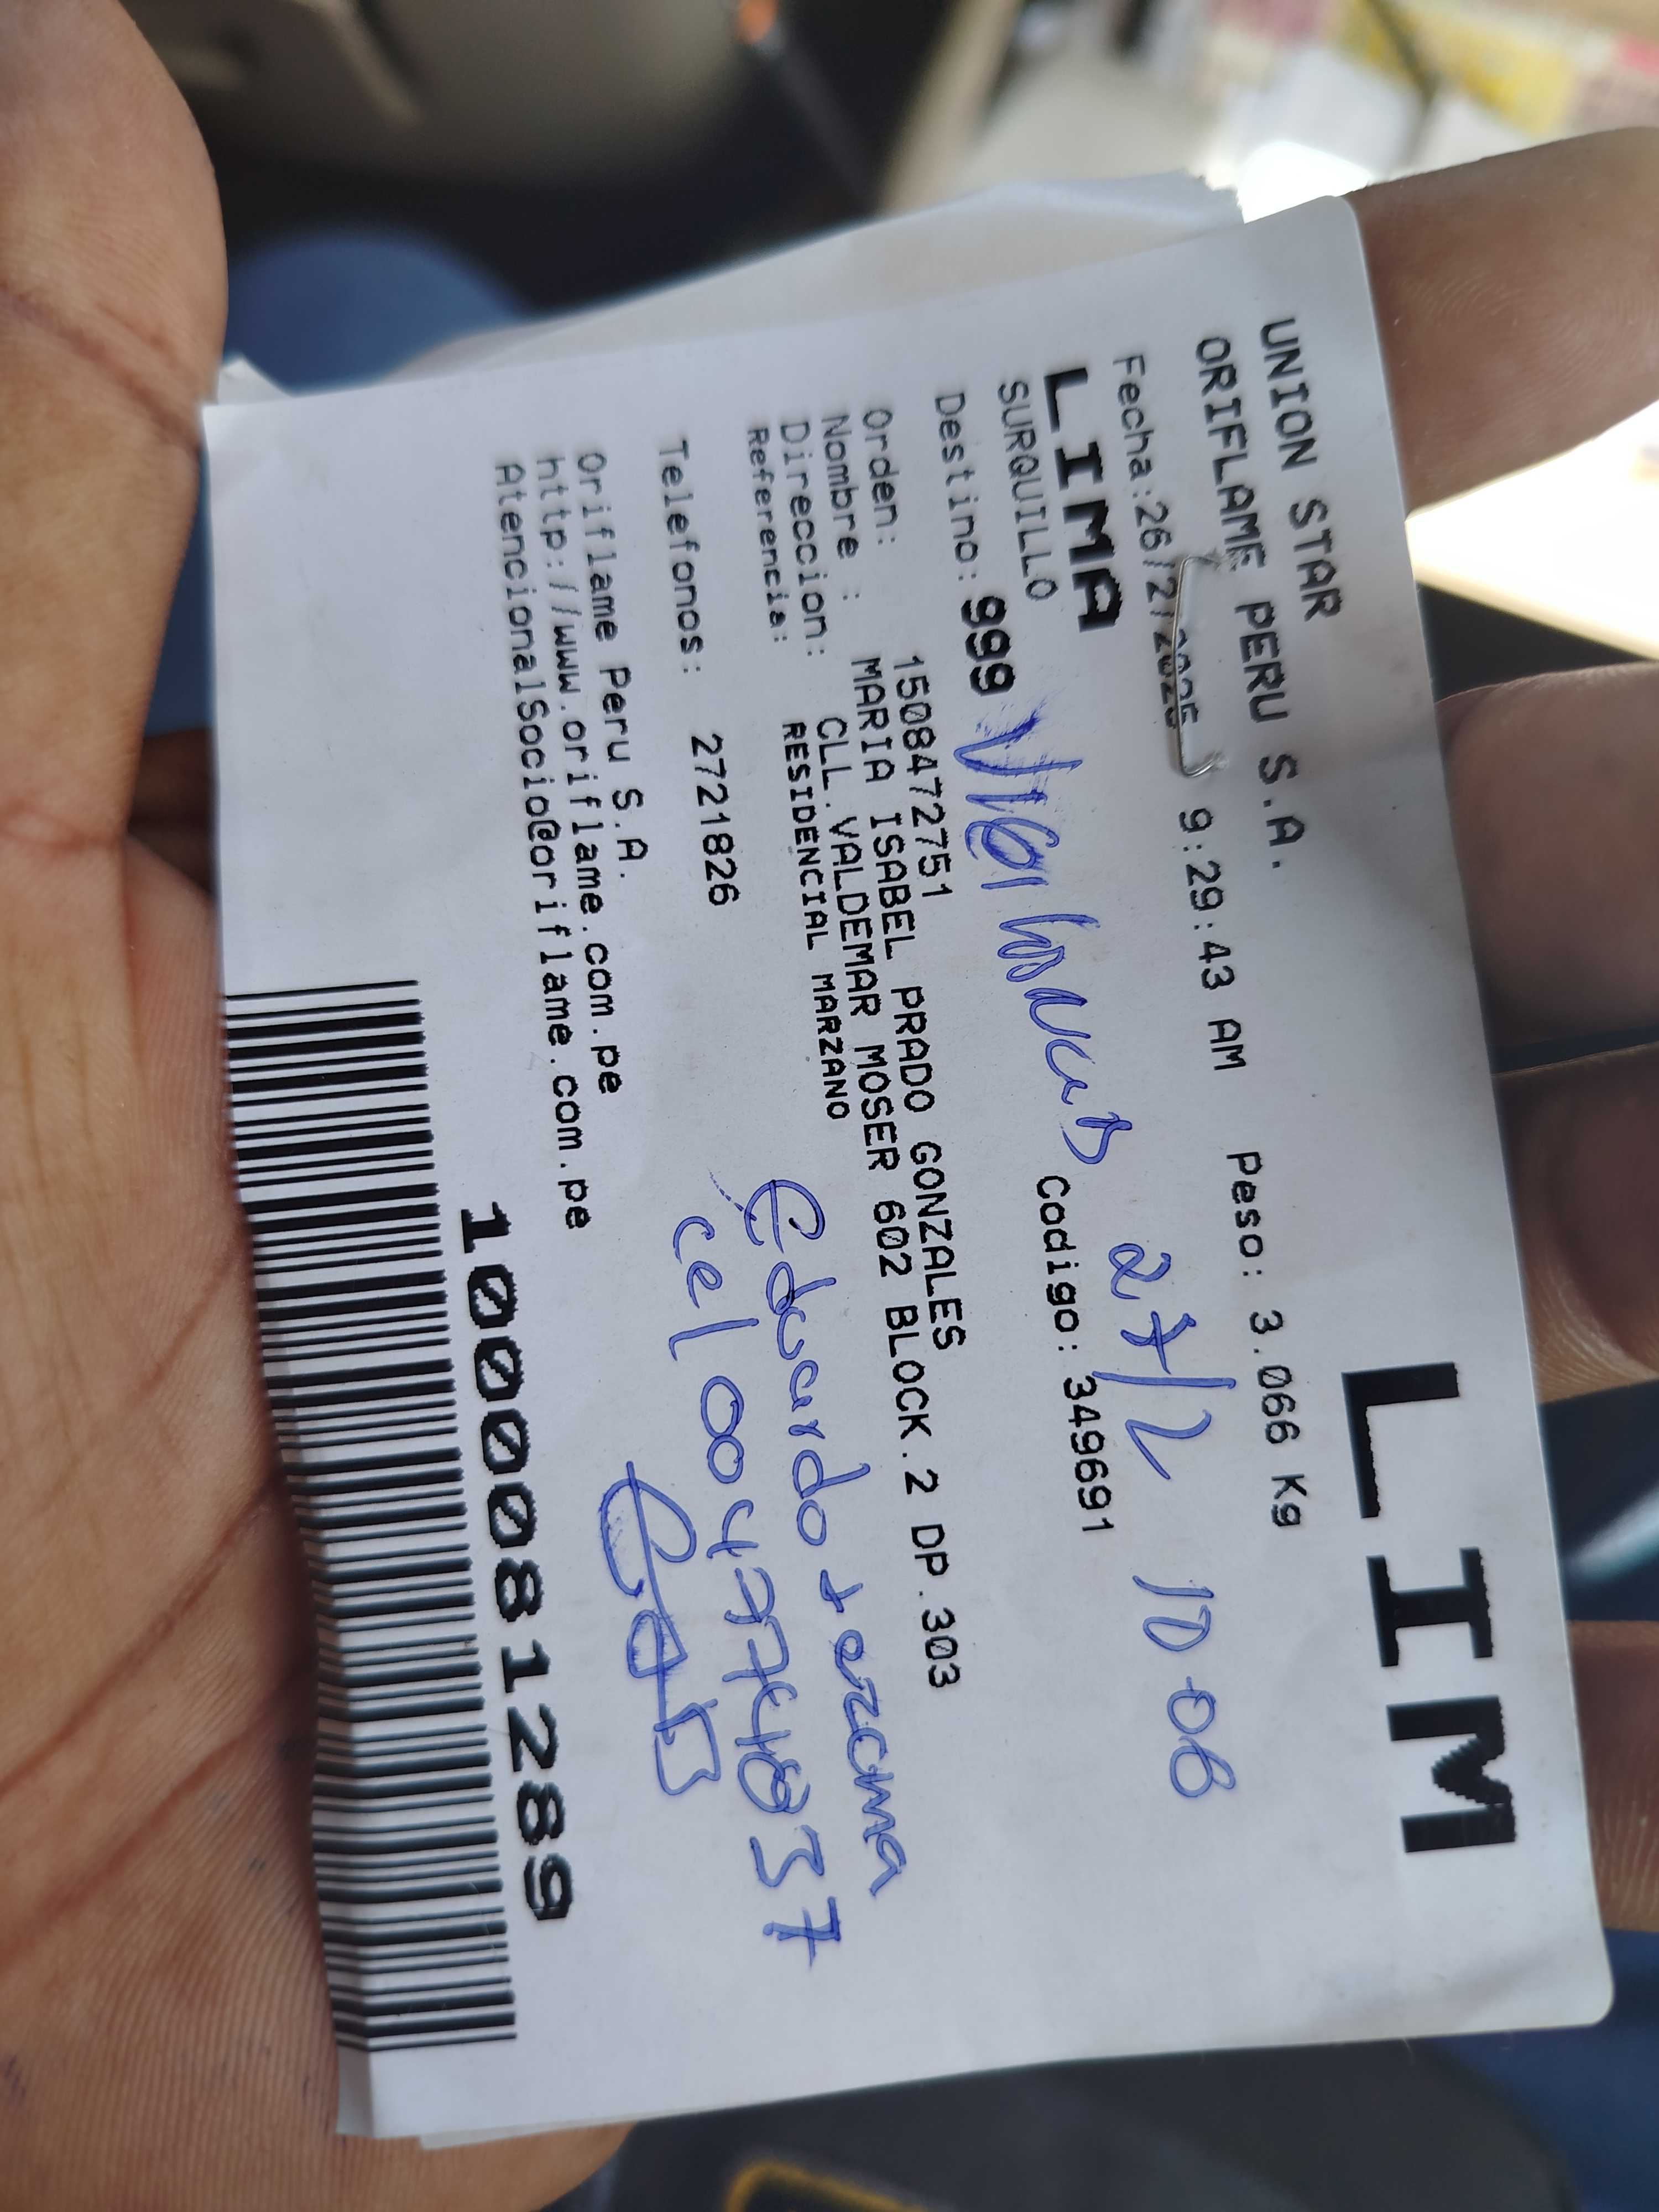 UNION STAR
LIM
ORIFLAME PERU S.A.
Fecha:26/2/2025 9:29:43 AM Peso: 3.066 Kg
LIMA
27/2 10 06
SURQUILLO
Destino: 999 Codigo: 349691
Orden: 1508472751
Nombre : MARIA ISABEL PRADO GONZALES
Direccion: CLL.VALDEMAR MOSER 602 BLOCK.2 DP.303
Referencia: RESIDENCIAL MARZANO
Eduardo Lezcma
Telefonos: 2721826
cel
Oriflame Peru S.A.
http://www.oriflame.com.pe
AtencionalSocio@oriflame.com.pe
1000081289